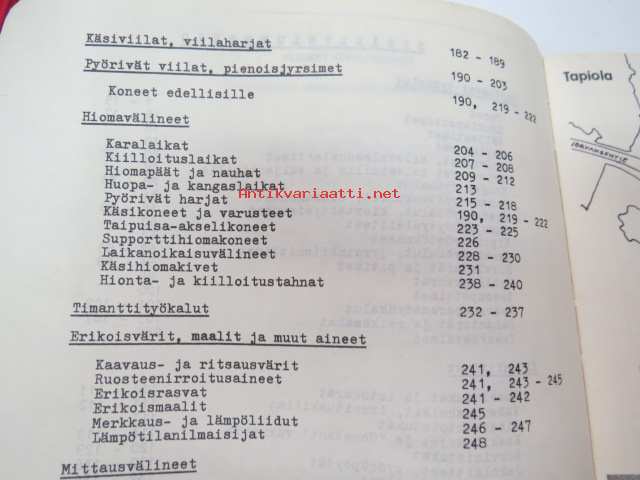 Käsiviilat, viilaharjat 182 - 189
Pyörivät viilat, pienoisjyrsimet 190 - 203
Koneet edellisille 190, 219 - 222
Hiomavälineet
Karalaikat 204 - 206
Kiilloituslaikat 207 - 208
Hiomapäät ja nauhat 209 - 212
Huopa- ja kangaslaikat 213
Pyörivät harjat 215 - 218
Käsikoneet ja varusteet 190, 219 - 222
Taipuisa-akselikoneet 223 - 225
Supporttihiomakoneet 226
Laikanoikaisuvälineet 228 - 230
Käsihiomakivet 231
Hionta- ja kiilloitustahnat 238 - 240
Timanttityökalut 232 - 237
Erikoisvärit, maalit ja muut aineet
Kaavaus- ja ritsausvärit 241, 243
Ruosteenirroitusaineet 241, 243 - 245
Erikoisrasvat 241 - 242
Erikoismaalit 245
Merkkaus- ja lämpöliidut 246 - 247
Lämpötilanilmaisijat 248
Mittausvälineet
Antikvariaatti.net
Tapiola
JORVAKSENTIE